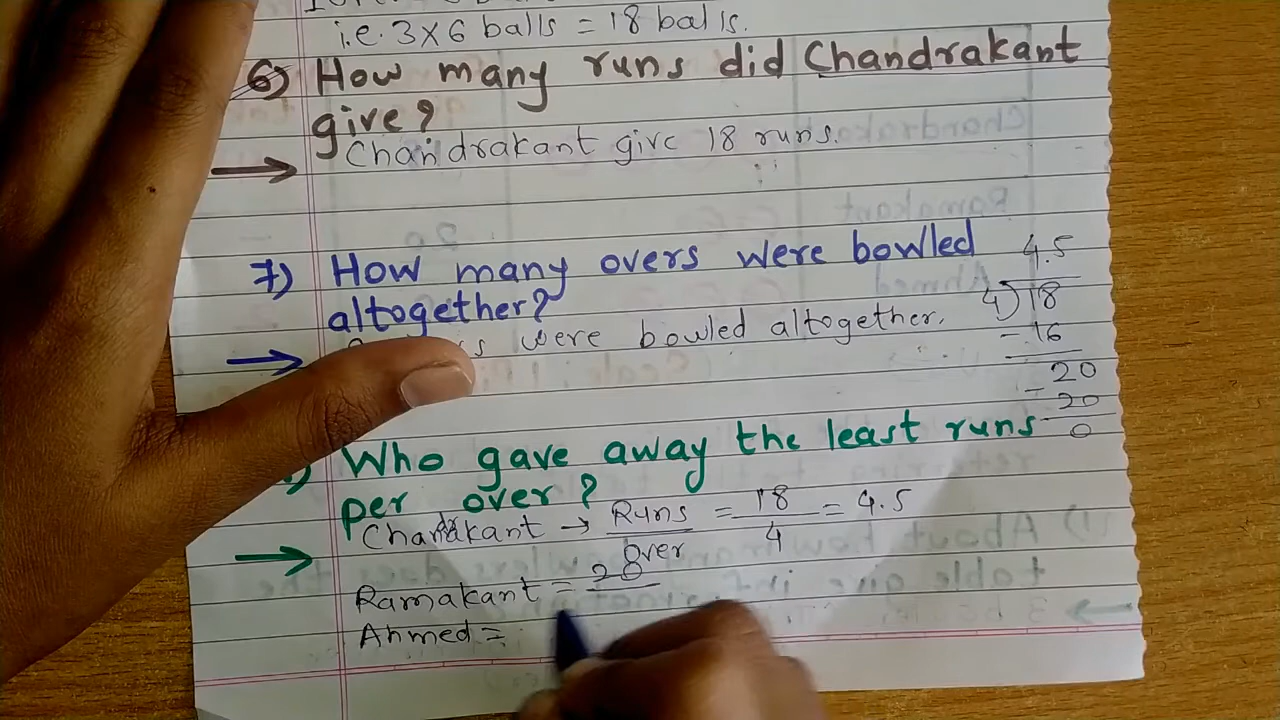 i.e. 3×6 balls = 18 balls.
6) How many runs did Chandrakant
give?
Chandrakant give 18 runs.
7) How many overs were bowled
altogether?
were bowled altogether.
4.5
4)18
- 16
20
- 20
0
Who gave away the least runs
per over?
Chandrakant → Runs/over = 18/4 = 4.5
Ramakant = 28
Ahmed =